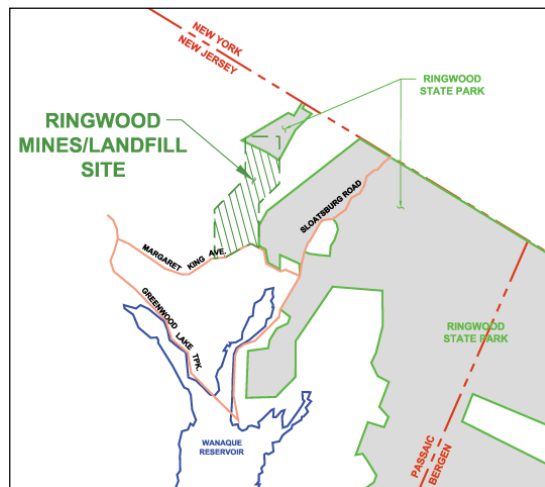 NEW YORK
NEW JERSEY
RINGWOOD
STATE PARK
RINGWOOD
MINES/LANDFILL
SITE
SLOATSBURG ROAD
MARGARET KING AVE.
GREENWOOD LAKE TPK.
RINGWOOD
STATE PARK
WANAQUE
RESERVOIR
PASSAIC
BERGEN